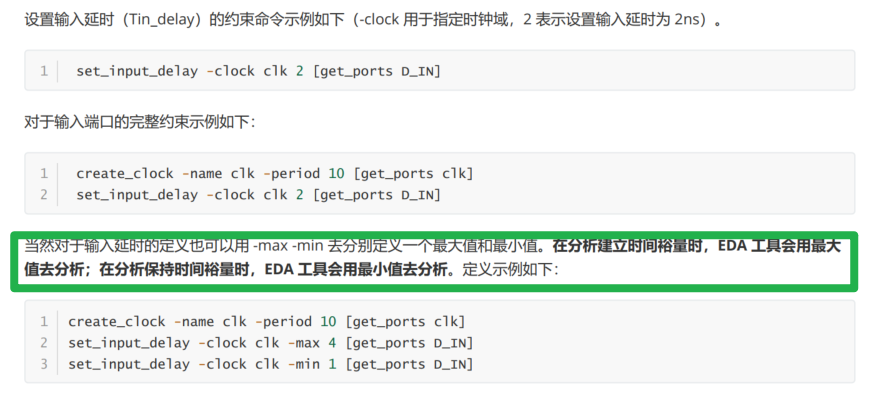 设置输入延时（Tin_delay）的约束命令示例如下（-clock 用于指定时钟域，2 表示设置输入延时为 2ns）。
1 set_input_delay -clock clk 2 [get_ports D_IN]
对于输入端口的完整约束示例如下：
1 create_clock -name clk -period 10 [get_ports clk]
2 set_input_delay -clock clk 2 [get_ports D_IN]
当然对于输入延时的定义也可以用 -max -min 去分别定义一个最大值和最小值。在分析建立时间裕量时，EDA 工具会用最大
值去分析；在分析保持时间裕量时，EDA 工具会用最小值去分析。定义示例如下：
1 create_clock -name clk -period 10 [get_ports clk]
2 set_input_delay -clock clk -max 4 [get_ports D_IN]
3 set_input_delay -clock clk -min 1 [get_ports D_IN]